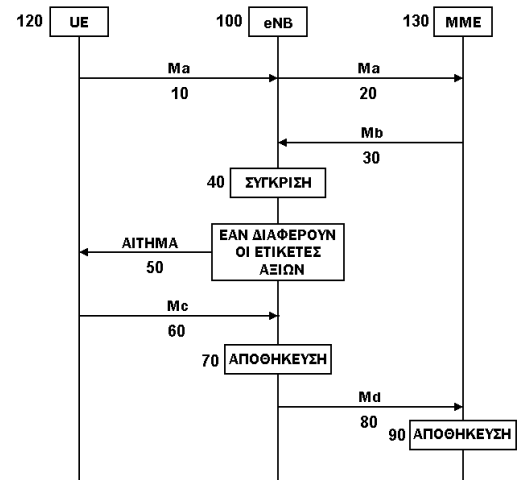 120 UE 100 eNB 130 MME
Ma Ma
10 20
Mb
30
40 ΣΥΓΚΡΙΣΗ
ΕΑΝ ΔΙΑΦΕΡΟΥΝ
ΟΙ ΕΤΙΚΕΤΕΣ
ΑΞΙΩΝ
ΑΙΤΗΜΑ
50
Mc
60
70 ΑΠΟΘΗΚΕΥΣΗ
Md
80
90 ΑΠΟΘΗΚΕΥΣΗ